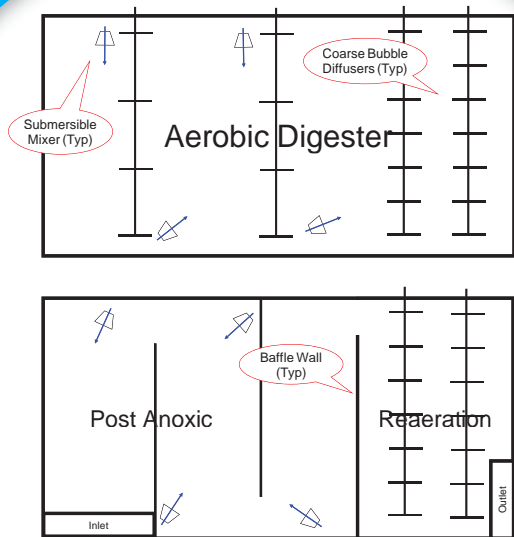 Coarse Bubble
Diffusers (Typ)
Submersible
Mixer (Typ)
Aerobic Digester
Baffle Wall
(Typ)
Post Anoxic
Reaeration
Inlet
Outlet